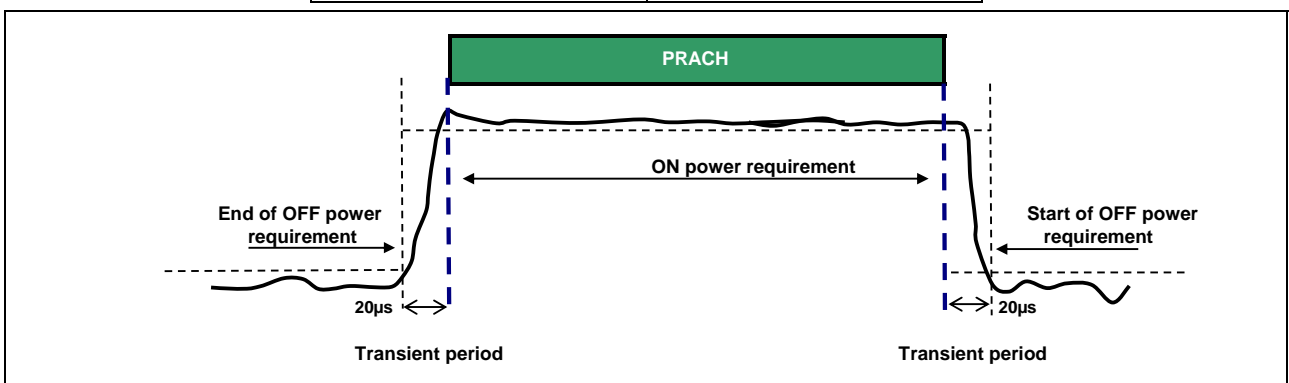 PRACH
ON power requirement
End of OFF power
requirement
Start of OFF power
requirement
20µs
20µs
Transient period
Transient period